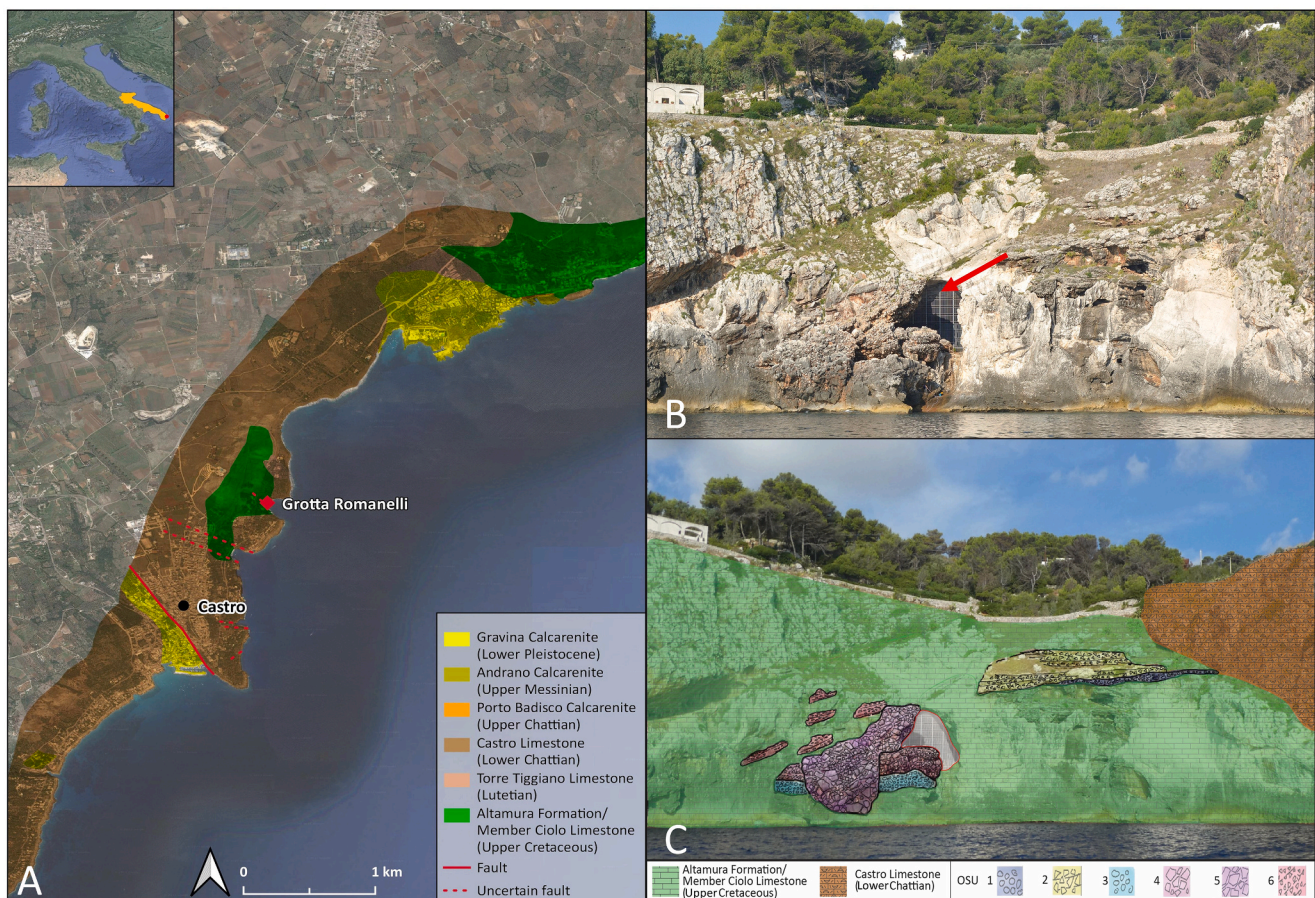 Grotta Romanelli
Castro
Gravina Calcarenite
(Lower Pleistocene)
Andrano Calcarenite
(Upper Messinian)
Porto Badisco Calcarenite
(Upper Chattian)
Castro Limestone
(Lower Chattian)
Torre Tiggiano Limestone
(Lutetian)
Altamura Formation/
Member Ciolo Limestone
(Upper Cretaceous)
Fault
Uncertain fault
0 1 km
A
B
C
Altamura Formation/
Member Ciolo Limestone
(Upper Cretaceous)
Castro Limestone
(Lower Chattian)
OSU 1 2 3 4 5 6